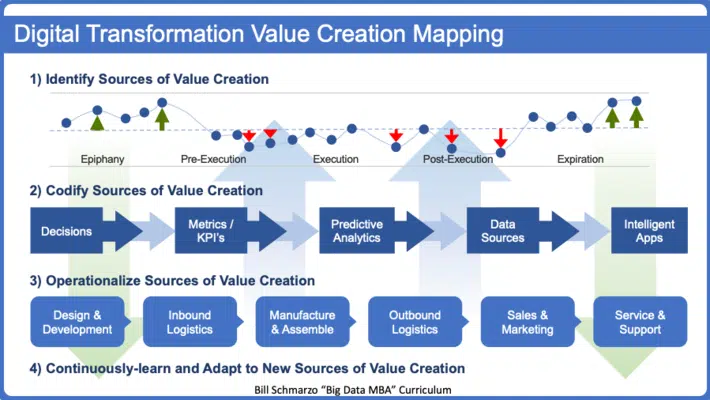 Digital Transformation Value Creation Mapping
1) Identify Sources of Value Creation
Epiphany
Pre-Execution
Execution
Post-Execution
Expiration
2) Codify Sources of Value Creation
Decisions
Metrics /
KPI's
Predictive
Analytics
Data
Sources
Intelligent
Apps
3) Operationalize Sources of Value Creation
Design &
Development
Inbound
Logistics
Manufacture
& Assemble
Outbound
Logistics
Sales &
Marketing
Service &
Support
4) Continuously-learn and Adapt to New Sources of Value Creation
Bill Schmarzo “Big Data MBA” Curriculum